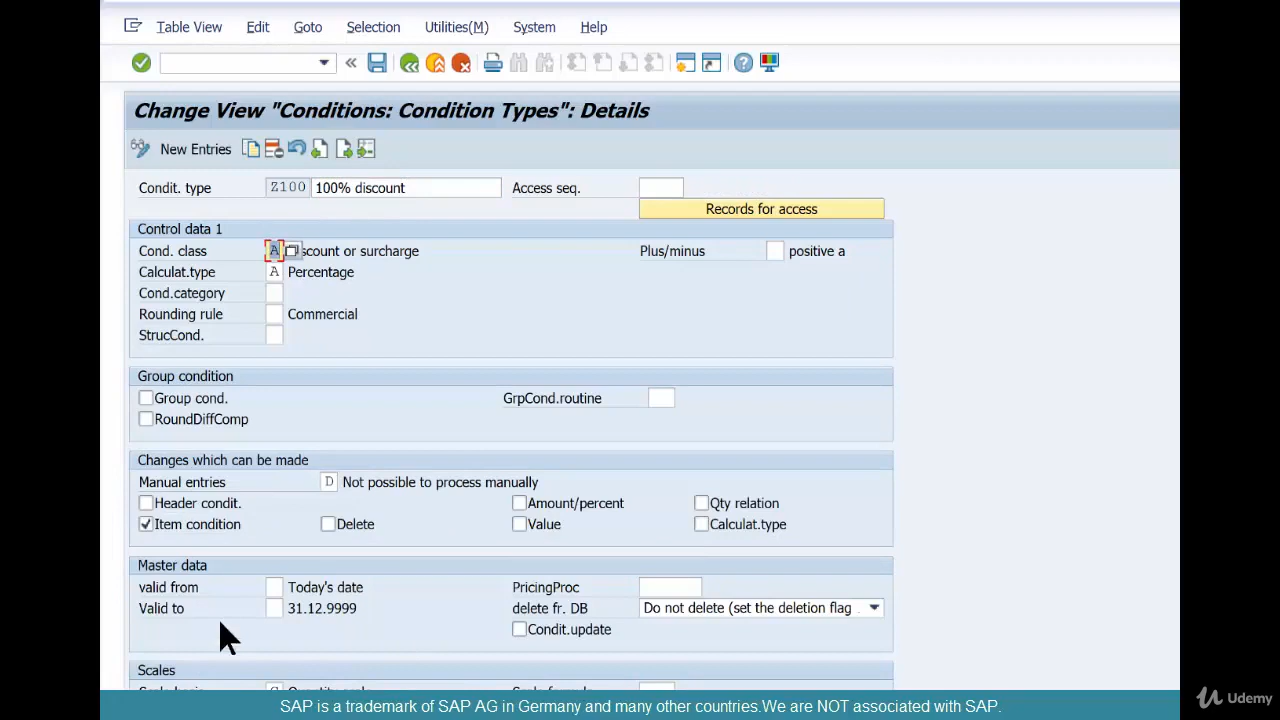 Table View Edit Goto Selection Utilities(M) System Help
Change View "Conditions: Condition Types": Details
New Entries
Condit. type Z100 100% discount Access seq.
Records for access
Control data 1
Cond. class A scount or surcharge Plus/minus positive a
Calculat.type A Percentage
Cond.category
Rounding rule Commercial
StrucCond.
Group condition
Group cond. GrpCond.routine
RoundDiffComp
Changes which can be made
Manual entries D Not possible to process manually
Header condit. Amount/percent Qty relation
Item condition Delete Value Calculat.type
Master data
valid from Today's date PricingProc
Valid to 31.12.9999 delete fr. DB Do not delete (set the deletion flag
Condit.update
Scales
SAP is a trademark of SAP AG in Germany and many other countries.We are NOT associated with SAP.
Udemy